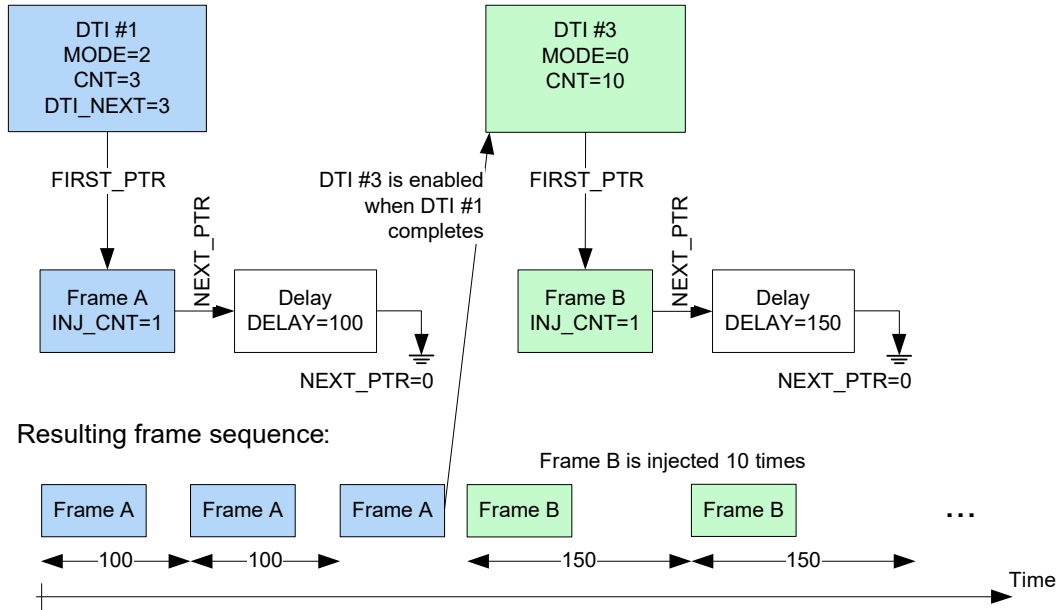 DTI #1
MODE=2
CNT=3
DTI_NEXT=3
DTI #3
MODE=0
CNT=10
FIRST_PTR
NEXT_PTR
DTI #3 is enabled
when DTI #1
completes
FIRST_PTR
NEXT_PTR
Frame A
INJ_CNT=1
Delay
DELAY=100
NEXT_PTR=0
Frame B
INJ_CNT=1
Delay
DELAY=150
NEXT_PTR=0
Resulting frame sequence:
Frame B is injected 10 times
Frame A
Frame A
Frame A
Frame B
Frame B
...
100
100
150
150
Time